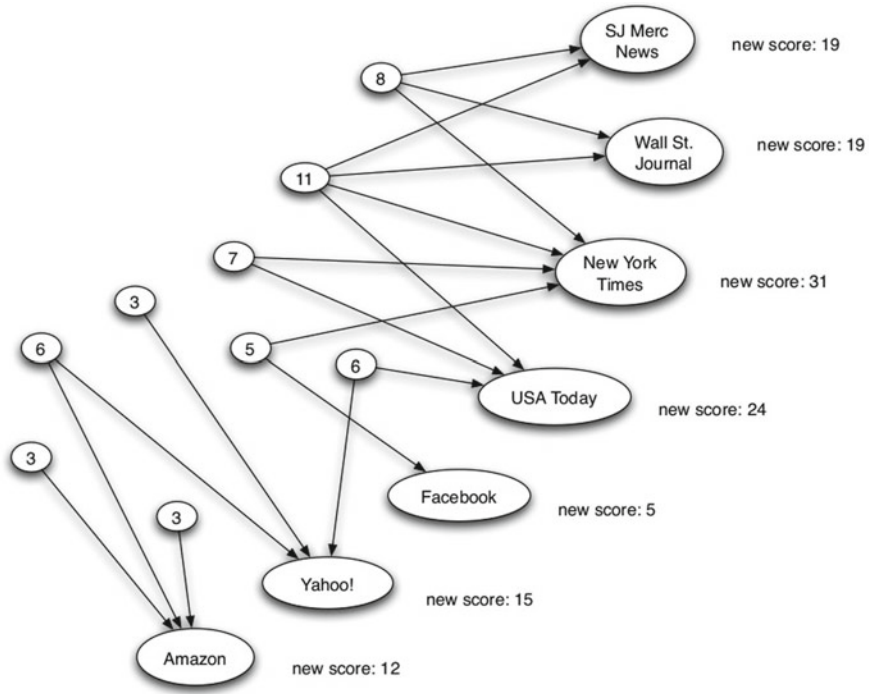 SJ Merc
News
new score: 19
8
Wall St.
Journal
new score: 19
11
7
New York
Times
new score: 31
3
6
5
6
USA Today
new score: 24
3
Facebook
new score: 5
3
Yahoo!
new score: 15
Amazon
new score: 12